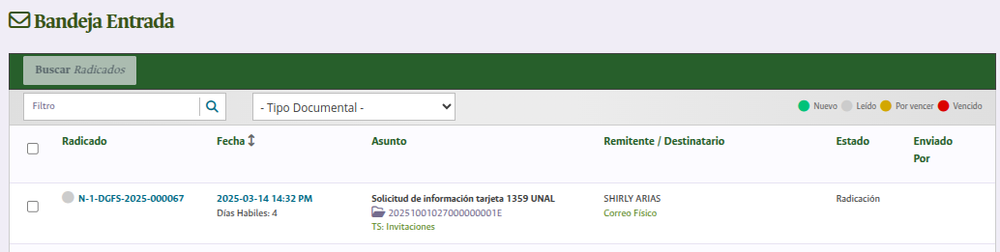 Bandeja Entrada
Buscar Radicados
Filtro
- Tipo Documental -
Nuevo Leído Por vencer Vencido
Radicado Fecha Asunto Remitente / Destinatario Estado Enviado Por
N-1-DGFS-2025-000067 2025-03-14 14:32 PM Solicitud de información tarjeta 1359 UNAL SHIRLY ARIAS Radicación
Días Habiles: 4 20251001027000000001E Correo Físico
TS: Invitaciones